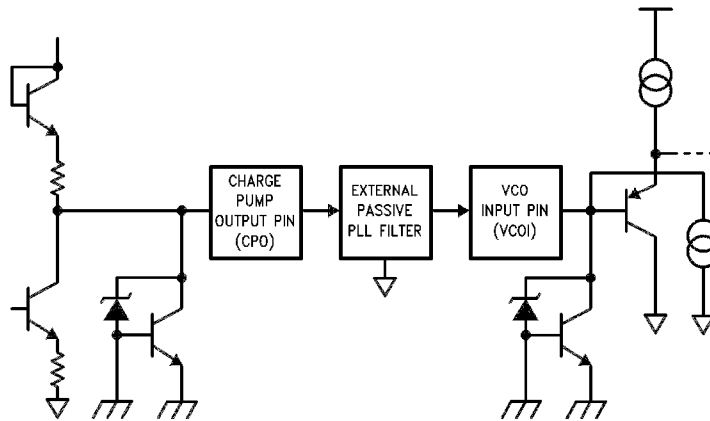 CHARGE
PUMP
OUTPUT PIN
(CPO)
EXTERNAL
PASSIVE
PLL FILTER
VCO
INPUT PIN
(VCOI)